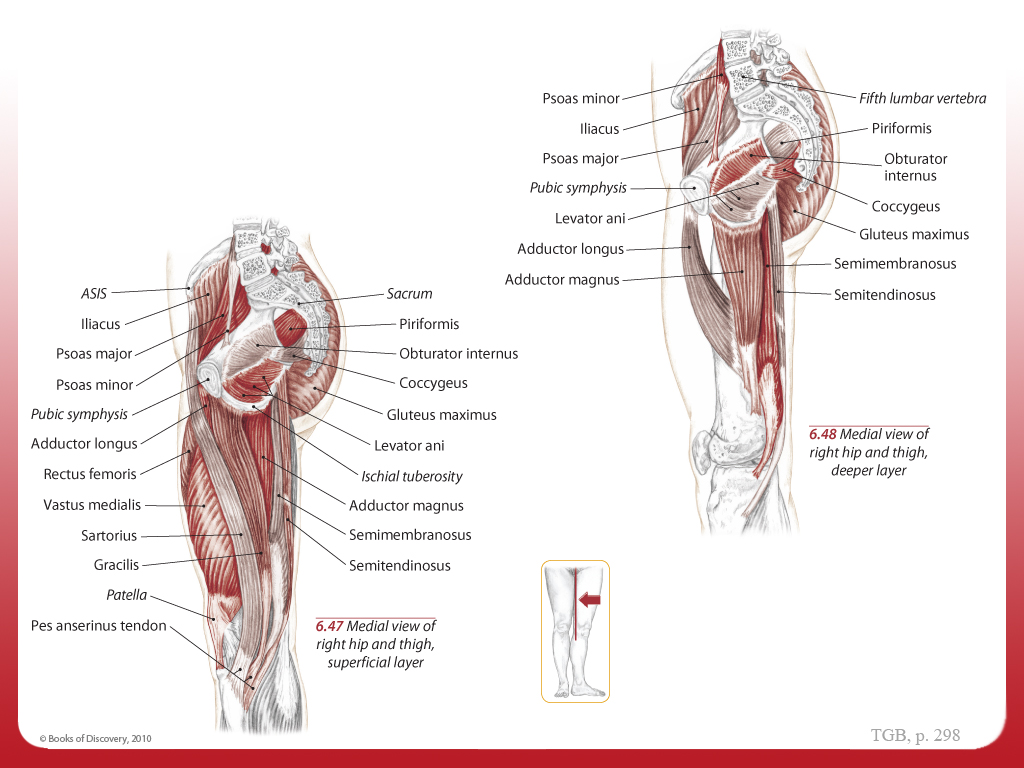 Psoas minor
Iliacus
Psoas major
Pubic symphysis
Levator ani
Adductor longus
Adductor magnus
Fifth lumbar vertebra
Piriformis
Obturator
internus
Coccygeus
Gluteus maximus
Semimembranosus
Semitendinosus
6.48 Medial view of
right hip and thigh,
deeper layer
ASIS
Iliacus
Psoas major
Psoas minor
Pubic symphysis
Adductor longus
Rectus femoris
Vastus medialis
Sartorius
Gracilis
Patella
Pes anserinus tendon
Sacrum
Piriformis
Obturator internus
Coccygeus
Gluteus maximus
Levator ani
Ischial tuberosity
Adductor magnus
Semimembranosus
Semitendinosus
6.47 Medial view of
right hip and thigh,
superficial layer
© Books of Discovery, 2010
TGB, p. 298